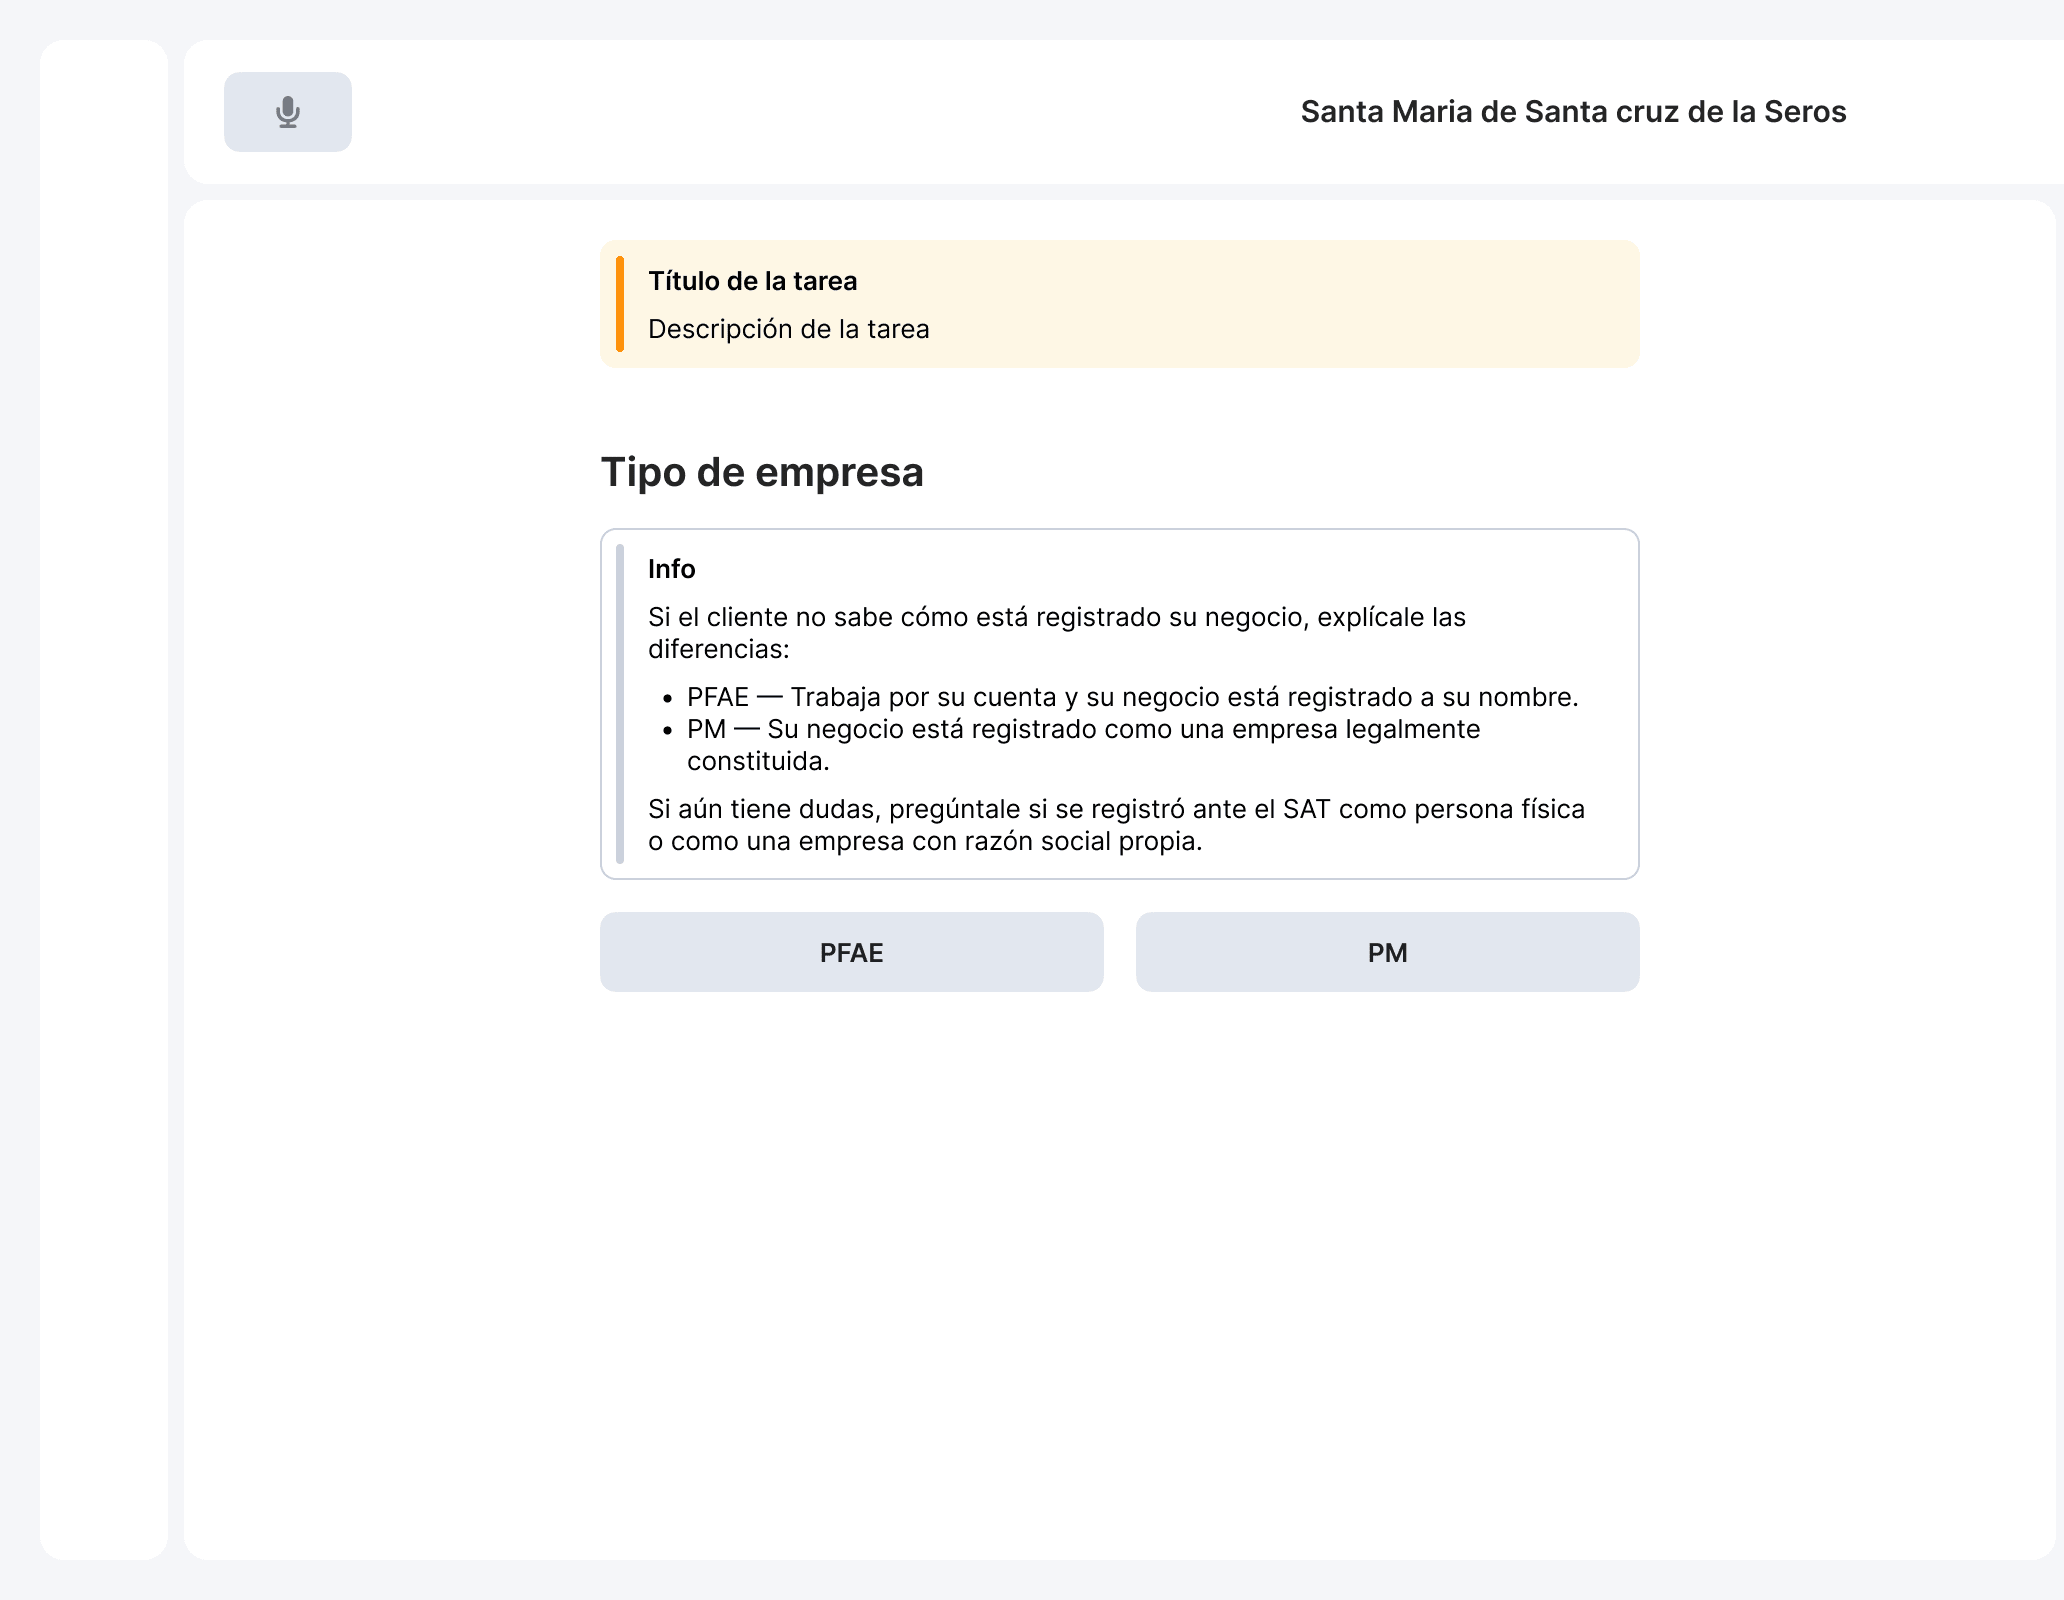 Santa Maria de Santa cruz de la Seros
Título de la tarea
Descripción de la tarea
Tipo de empresa
Info
Si el cliente no sabe cómo está registrado su negocio, explícale las
diferencias:
• PFAE — Trabaja por su cuenta y su negocio está registrado a su nombre.
• PM — Su negocio está registrado como una empresa legalmente
constituida.
Si aún tiene dudas, pregúntale si se registró ante el SAT como persona física
o como una empresa con razón social propia.
PFAE
PM